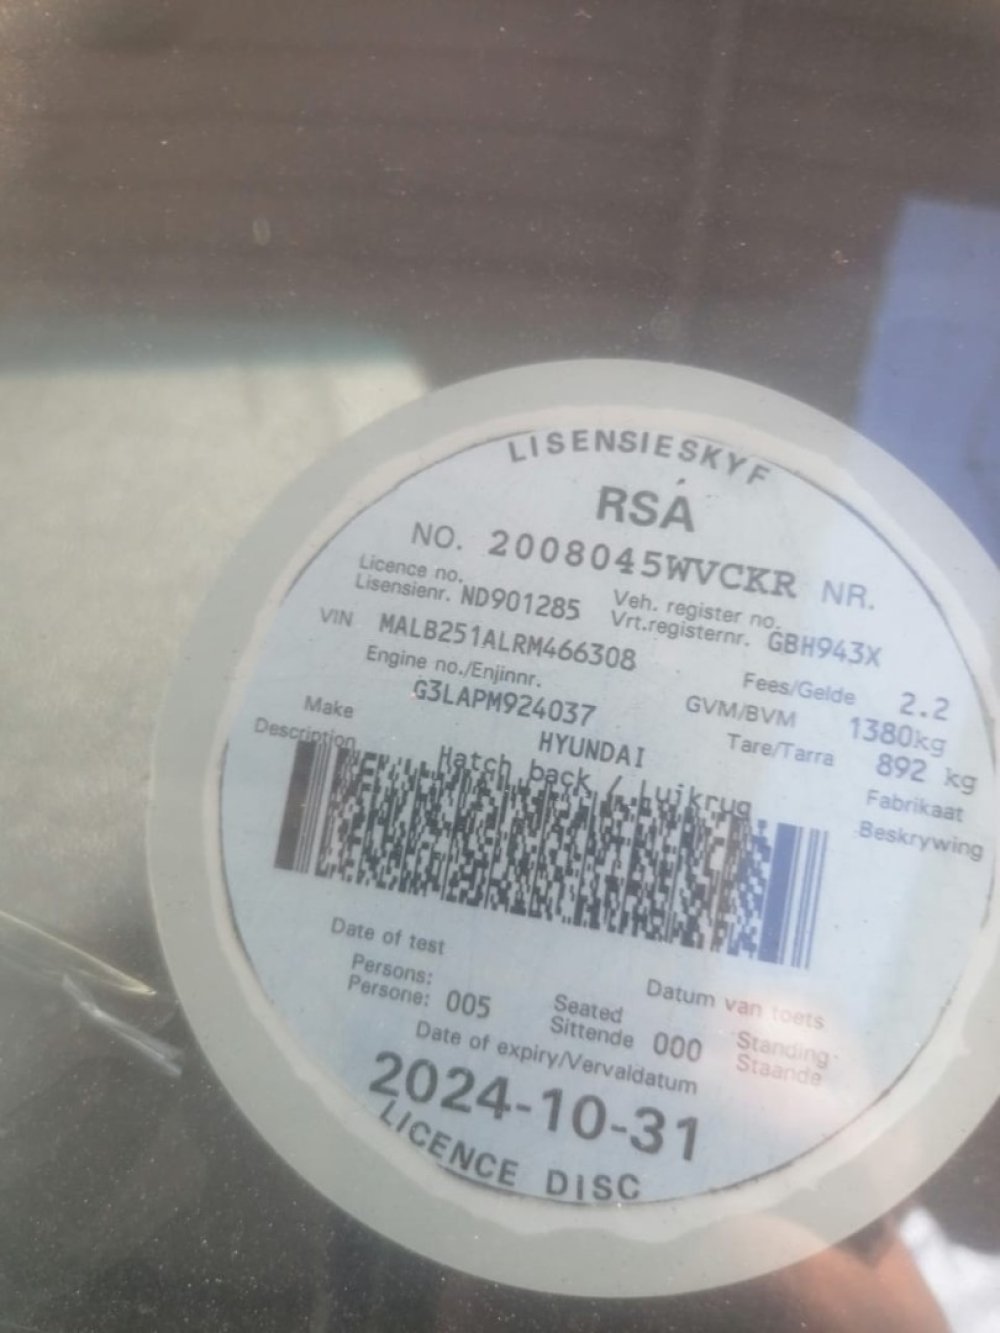 LISENSIESKYF
RSA
NO. 2008045WVCKR NR.
Licence no. Veh. register no.
Lisensienr. ND901285 Vrt.registernr. GBH943X
VIN MALB251ALRM466308 Fees/Gelde 2.2
Engine no./Enjinnr. GVM/BVM 1380kg
G3LAPM924037 Tare/Tarra 892 kg
Make HYUNDAI Fabrikaat
Description Hatch back / Luikrug Beskrywing
Date of test Datum van toets
Persons: Seated Standing:
Persone: 005 Sittende 000 Staande
Date of expiry/Vervaldatum
2024-10-31
LICENCE DISC